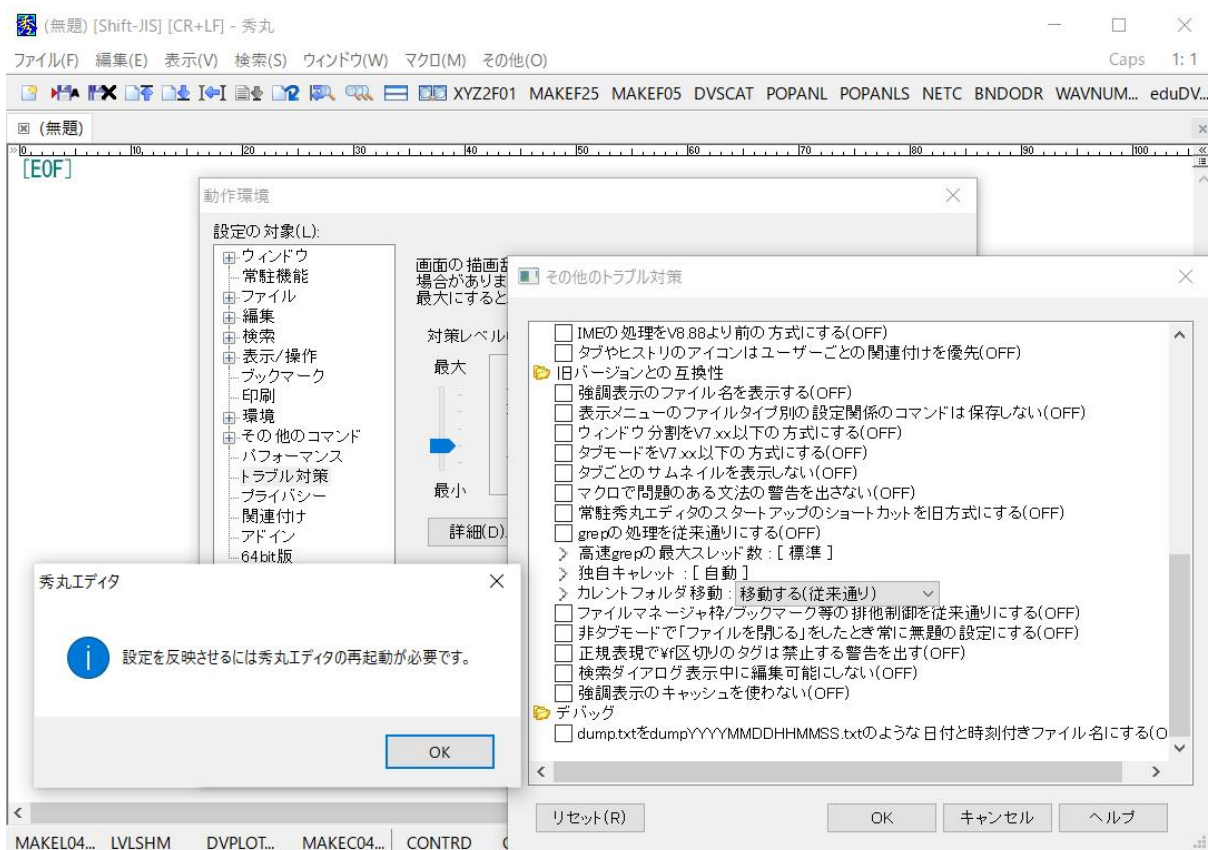 (無題) [Shift-JIS] [CR+LF] - 秀丸
ファイル(F) 編集(E) 表示(V) 検索(S) ウィンドウ(W) マクロ(M) その他(O) Caps 1: 1
XYZ2F01 MAKEF25 MAKEF05 DVSCAT POPANL POPANLS NETC BNDODR WAVNUM... eduDV...
(無題)
0 10 20 30 40 50 60 70 80 90 100
[EOF]
動作環境
設定の対象(L):
ウィンドウ
常駐機能
ファイル
編集
検索
表示/操作
ブックマーク
印刷
環境
その他のコマンド
パフォーマンス
トラブル対策
プライバシー
関連付け
アドイン
64bit版
画面の描画
場合がありま
最大にすると
対策レベル
最大
最小
詳細(D)
その他のトラブル対策
IMEの処理をV8.88より前の方式にする(OFF)
タブやヒストリのアイコンはユーザーごとの関連付けを優先(OFF)
旧バージョンとの互換性
強調表示のファイル名を表示する(OFF)
表示メニューのファイルタイプ別の設定関係のコマンドは保存しない(OFF)
ウィンドウ分割をV7.xx以下の方式にする(OFF)
タブモードをV7.xx以下の方式にする(OFF)
タブごとのサムネイルを表示しない(OFF)
マクロで問題のある文法の警告を出さない(OFF)
常駐秀丸エディタのスタートアップのショートカットを旧方式にする(OFF)
grepの処理を従来通りにする(OFF)
高速grepの最大スレッド数 : [ 標準 ]
独自キャレット : [ 自動 ]
カレントフォルダ移動 : 移動する(従来通り)
ファイルマネージャ枠/ブックマーク等の排他制御を従来通りにする(OFF)
非タブモードで「ファイルを閉じる」をしたとき常に無題の設定にする(OFF)
正規表現で¥f区切りのタグは禁止する警告を出す(OFF)
検索ダイアログ表示中に編集可能にしない(OFF)
強調表示のキャッシュを使わない(OFF)
デバッグ
dump.txtをdumpYYYYMMDDHHMMSS.txtのような日付と時刻付きファイル名にする(O
リセット(R) OK キャンセル ヘルプ
秀丸エディタ
設定を反映させるには秀丸エディタの再起動が必要です。
OK
MAKEL04... LVLSHM DVPLOT... MAKEC04... CONTRD